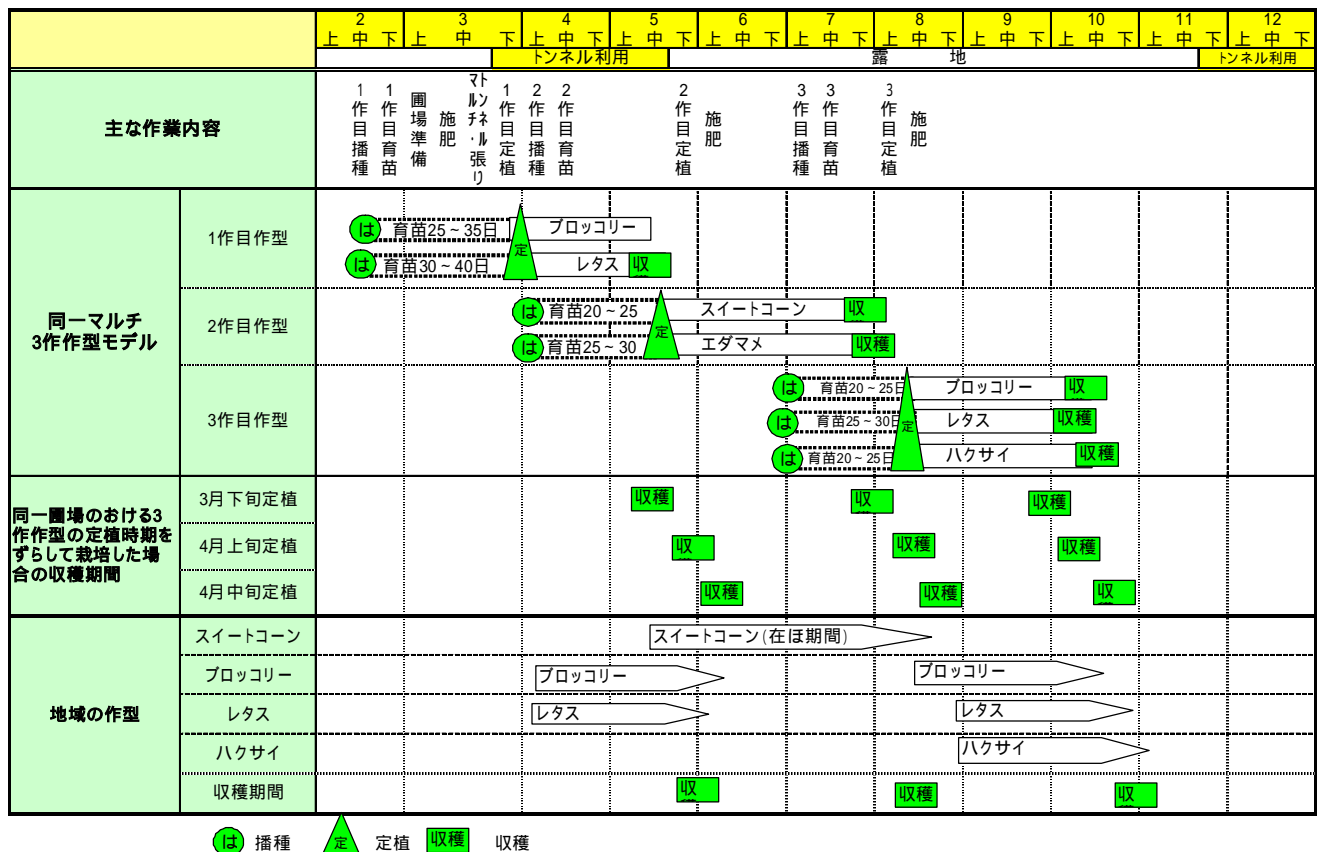 2 3 4 5 6 7 8 9 10 11 12
上 中 下 上 中 下 上 中 下 上 中 下 上 中 下 上 中 下 上 中 下 上 中 下 上 中 下 上 中 下 上 中 下
トンネル利用 露 地 トンネル利用
主な作業内容
1作目播種
1作目育苗
圃場準備
施肥
トンネル・マルチ張り
1作目定植
2作目播種
2作目育苗
2作目定植
施肥
3作目播種
3作目育苗
3作目定植
施肥
同一マルチ
3作作型モデル
1作目作型
は 育苗25~35日 定 ブロッコリー
は 育苗30~40日 レタス 収
2作目作型
は 育苗20~25 定 スイートコーン 収
は 育苗25~30 エダマメ 収穫
3作目作型
は 育苗20~25日 定 ブロッコリー 収
は 育苗25~30日 レタス 収穫
は 育苗20~25日 ハクサイ 収穫
同一圃場のおける3
作作型の定植時期を
ずらして栽培した場
合の収穫期間
3月下旬定植 収穫 収 収穫
4月上旬定植 収 収穫 収穫
4月中旬定植 収穫 収穫 収
地域の作型
スイートコーン スイートコーン(在ほ期間)
ブロッコリー ブロッコリー ブロッコリー
レタス レタス レタス
ハクサイ ハクサイ
収穫期間 収 収穫 収
は 播種 定 定植 収穫 収穫